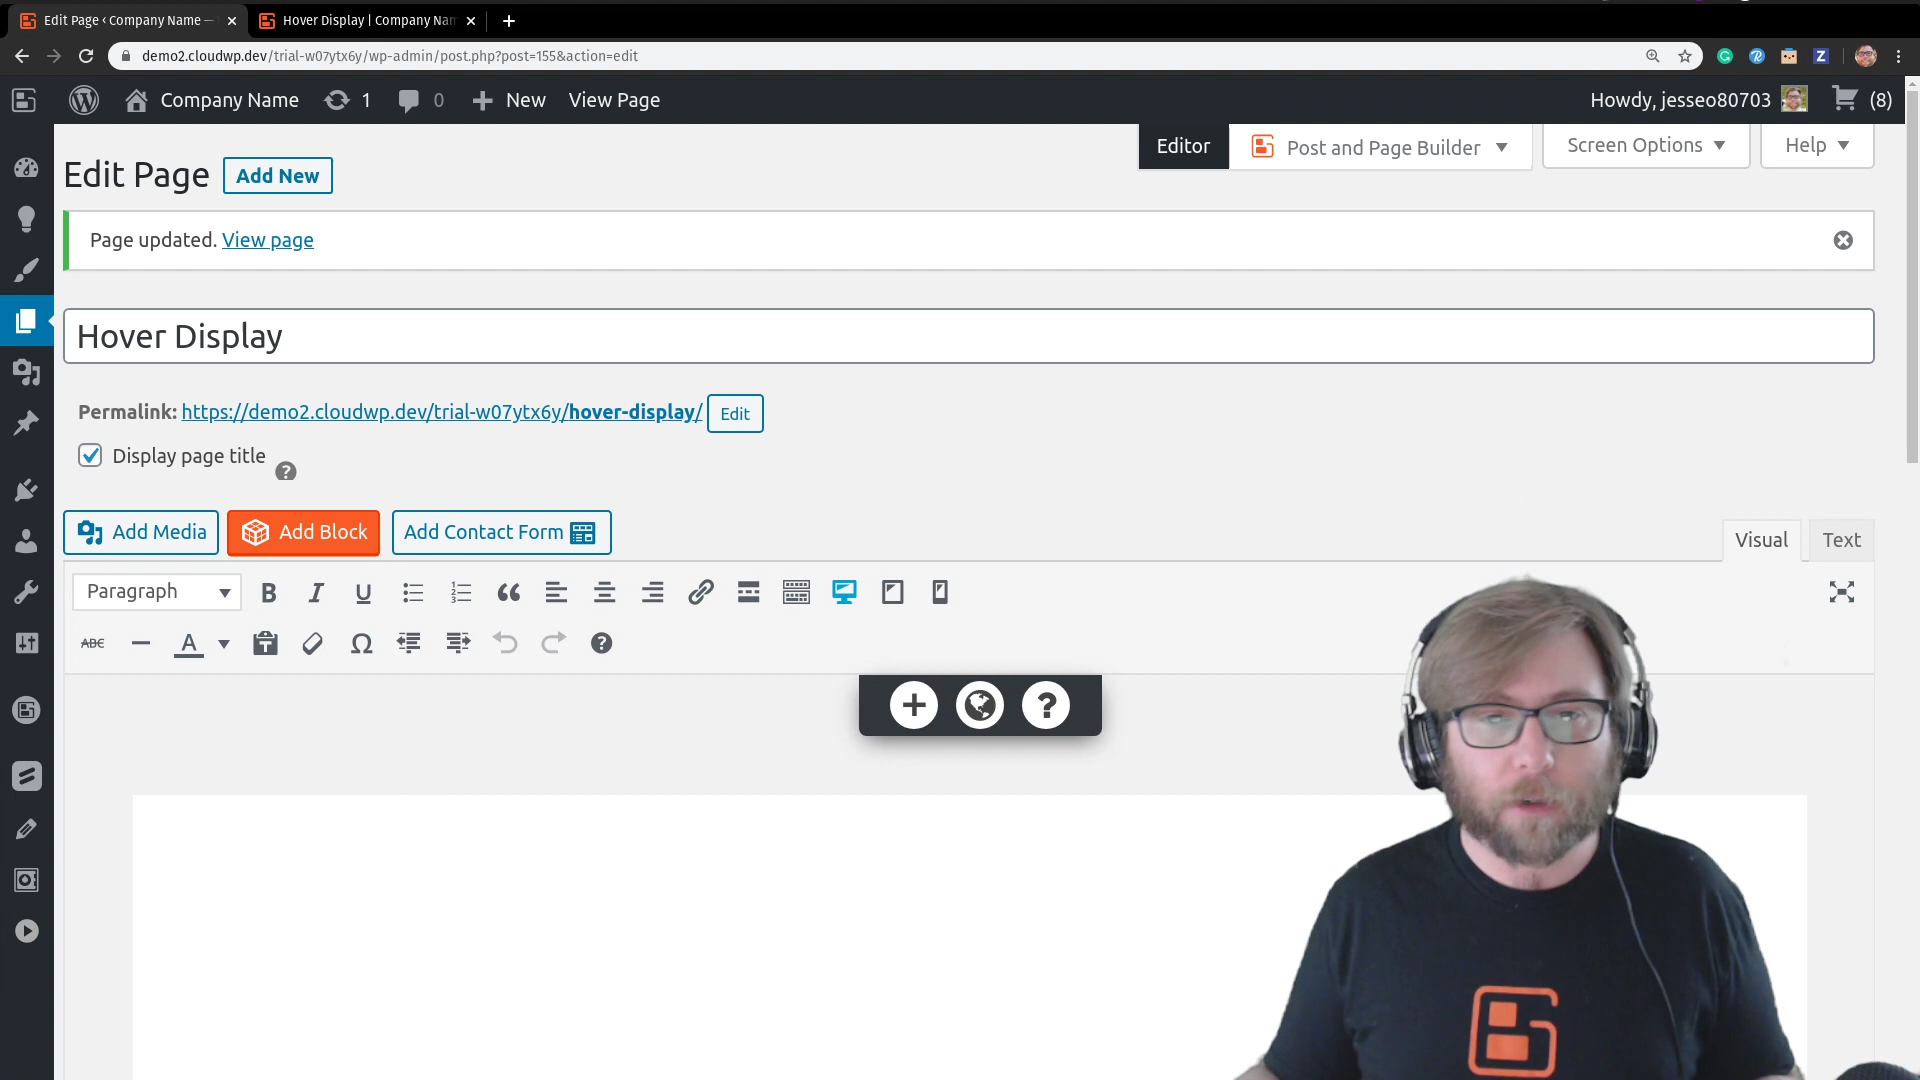 Edit Page ‹ Company Name —
Hover Display | Company Nam
demo2.cloudwp.dev/trial-w07ytx6y/wp-admin/post.php?post=155&action=edit
Company Name 1 0 New View Page
Howdy, jesseo80703 (8)
Editor Post and Page Builder Screen Options Help
Edit Page Add New
Page updated. View page
Hover Display
Permalink: https://demo2.cloudwp.dev/trial-w07ytx6y/hover-display/ Edit
Display page title ?
Add Media Add Block Add Contact Form
Visual Text
Paragraph B I U
ABC A T Ω ?
+ ?